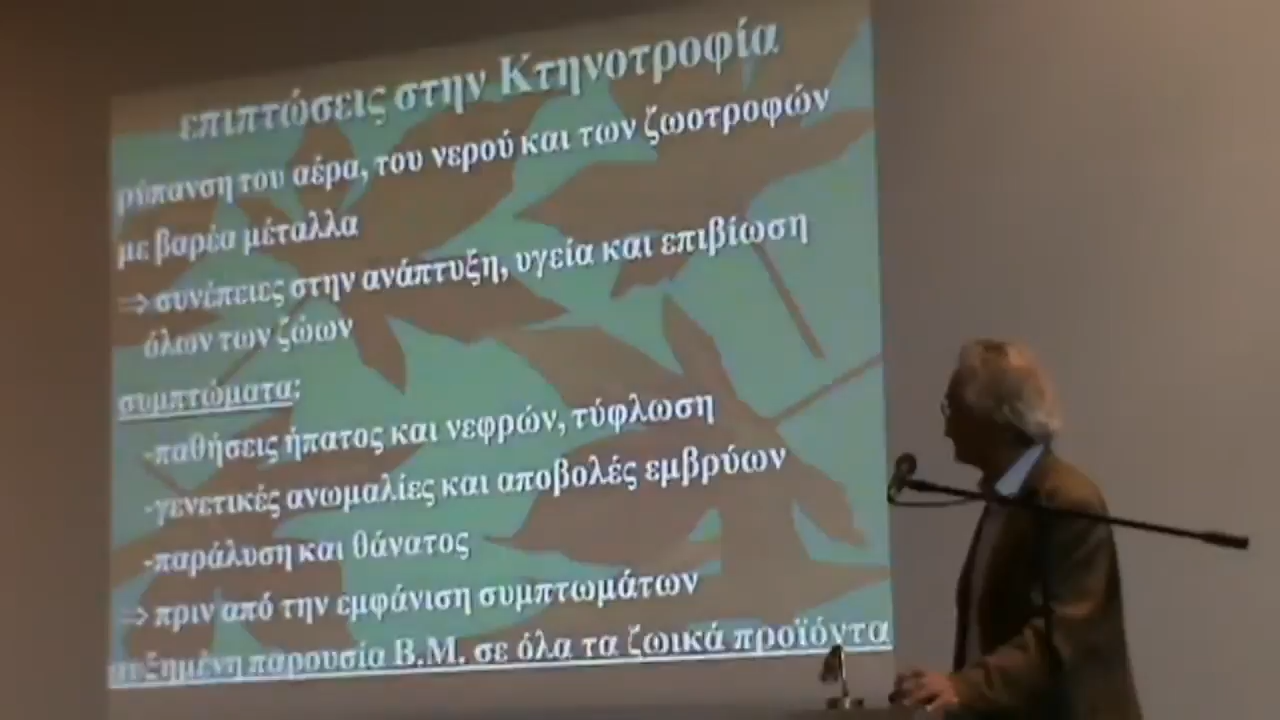 επιπτώσεις στην Κτηνοτροφία
ρύπανση του αέρα, του νερού και των ζωοτροφών
με βαρέα μέταλλα
⇒ συνέπειες στην ανάπτυξη, υγεία και επιβίωση
όλων των ζώων
συμπτώματα:
-παθήσεις ήπατος και νεφρών, τύφλωση
-γενετικές ανωμαλίες και αποβολές εμβρύων
-παράλυση και θάνατος
⇒ πριν από την εμφάνιση συμπτωμάτων
αυξημένη παρουσία Β.Μ. σε όλα τα ζωικά προϊόντα